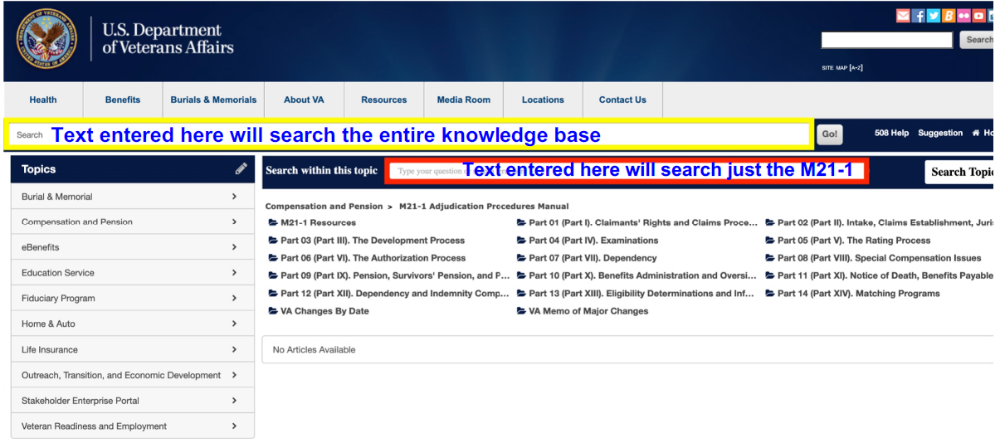 U.S. Department
of Veterans Affairs
Search
SITE MAP [A-Z]
Health
Benefits
Burials & Memorials
About VA
Resources
Media Room
Locations
Contact Us
Search
Text entered here will search the entire knowledge base
Go!
508 Help
Suggestion
Topics
Search within this topic
Type your question
Text entered here will search just the M21-1
Search
Burial & Memorial
Compensation and Pension
eBenefits
Education Service
Fiduciary Program
Home & Auto
Life Insurance
Outreach, Transition, and Economic Development
Stakeholder Enterprise Portal
Veteran Readiness and Employment
Compensation and Pension > M21-1 Adjudication Procedures Manual
M21-1 Resources
Part 01 (Part I). Claimants' Rights and Claims Proce...
Part 02 (Part II). Intake, Claims Establishment, Juri
Part 03 (Part III). The Development Process
Part 04 (Part IV). Examinations
Part 05 (Part V). The Rating Process
Part 06 (Part VI). The Authorization Process
Part 07 (Part VII). Dependency
Part 08 (Part VIII). Special Compensation Issues
Part 09 (Part IX). Pension, Survivors' Pension, and P...
Part 10 (Part X). Benefits Administration and Oversi...
Part 11 (Part XI). Notice of Death, Benefits Payable
Part 12 (Part XII). Dependency and Indemnity Comp...
Part 13 (Part XIII). Eligibility Determinations and Inf...
Part 14 (Part XIV). Matching Programs
VA Changes By Date
VA Memo of Major Changes
No Articles Available